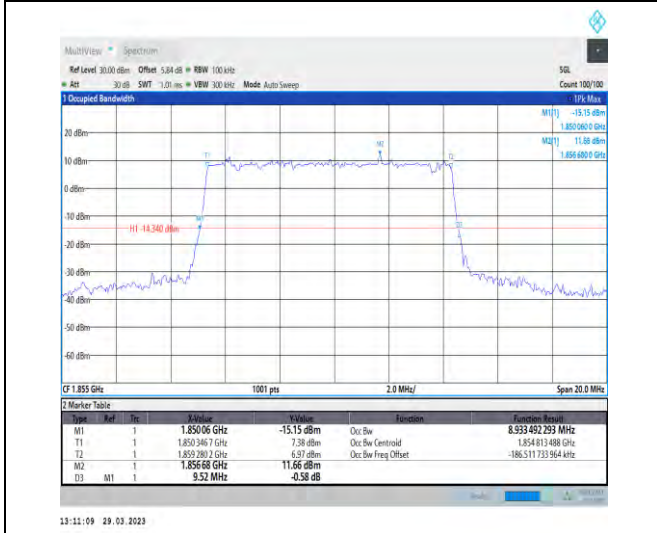 MultiView Spectrum
Ref Level 30.00 dBm Offset 5.84 dB RBW 100 kHz SGL
Att 30 dB SWT 1.01 ms VBW 300 kHz Mode Auto Sweep Count 100/100
1 Occupied Bandwidth 1Pk Max
M1[1] -15.15 dBm
1.850 060 0 GHz
M2[1] 11.66 dBm
1.856 680 0 GHz
20 dBm
M2
T1 T2
10 dBm
0 dBm
-10 dBm
M1 D3
H1 -14.340 dBm
-20 dBm
-30 dBm
-40 dBm
-50 dBm
-60 dBm
CF 1.855 GHz 1001 pts 2.0 MHz/ Span 20.0 MHz
2 Marker Table
Type Ref Trc X-Value Y-Value Function Function Result
M1 1 1.85006 GHz -15.15 dBm Occ Bw 8.933 492 293 MHz
T1 1 1.850 346 7 GHz 7.38 dBm Occ Bw Centroid 1.854 813 488 GHz
T2 1 1.859 280 2 GHz 6.97 dBm Occ Bw Freq Offset -186.511 733 964 kHz
M2 1 1.85668 GHz 11.66 dBm
D3 M1 1 9.52 MHz -0.58 dB
13:11:09 29.03.2023